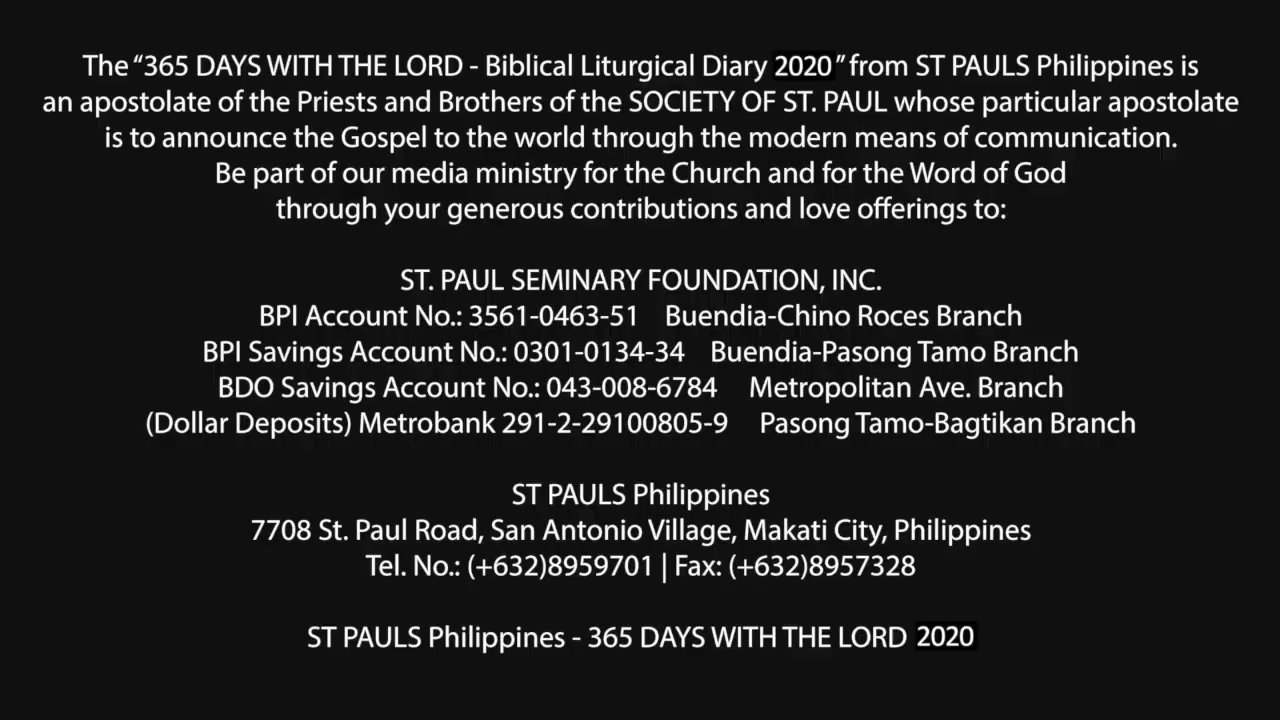 The “365 DAYS WITH THE LORD - Biblical Liturgical Diary 2020” from ST PAULS Philippines is
an apostolate of the Priests and Brothers of the SOCIETY OF ST. PAUL whose particular apostolate
is to announce the Gospel to the world through the modern means of communication.
Be part of our media ministry for the Church and for the Word of God
through your generous contributions and love offerings to:
ST. PAUL SEMINARY FOUNDATION, INC.
BPI Account No.: 3561-0463-51 Buendia-Chino Roces Branch
BPI Savings Account No.: 0301-0134-34 Buendia-Pasong Tamo Branch
BDO Savings Account No.: 043-008-6784 Metropolitan Ave. Branch
(Dollar Deposits) Metrobank 291-2-29100805-9 Pasong Tamo-Bagtikan Branch
ST PAULS Philippines
7708 St. Paul Road, San Antonio Village, Makati City, Philippines
Tel. No.: (+632)8959701 | Fax: (+632)8957328
ST PAULS Philippines - 365 DAYS WITH THE LORD 2020